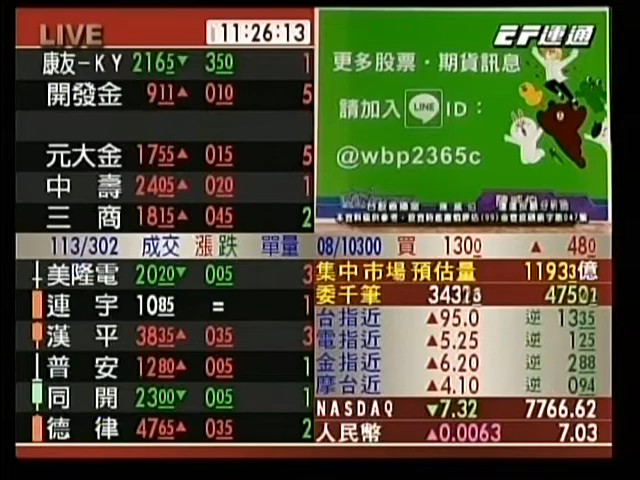 LIVE 11:26:13
康友-KY 2165▼ 350 1
開發金 911▲ 010 5
元大金 1755▲ 015 5
中 壽 2405▲ 020 1
三 商 1815▲ 045 2
113/302 成交 漲跌 單量
美隆電 2020▼ 005 3
連 宇 1085 = 1
漢 平 3835▲ 035 3
普 安 1280▲ 005 1
同 開 2300▼ 005 1
德 律 4765▲ 035 2
EF運通
更多股票·期貨訊息
請加入 LINE ID：
@wbp2365c
08/10300 買 1300 ▲ 480
集中市場預估量 11933億
委千筆
台指近 ▲95.0 逆 1335
電指近 ▲5.25 逆 125
金指近 ▲6.20 逆 288
摩台近 ▲4.10 逆 094
NASDAQ ▼7.32 7766.62
人民幣 ▲0.0063 7.03